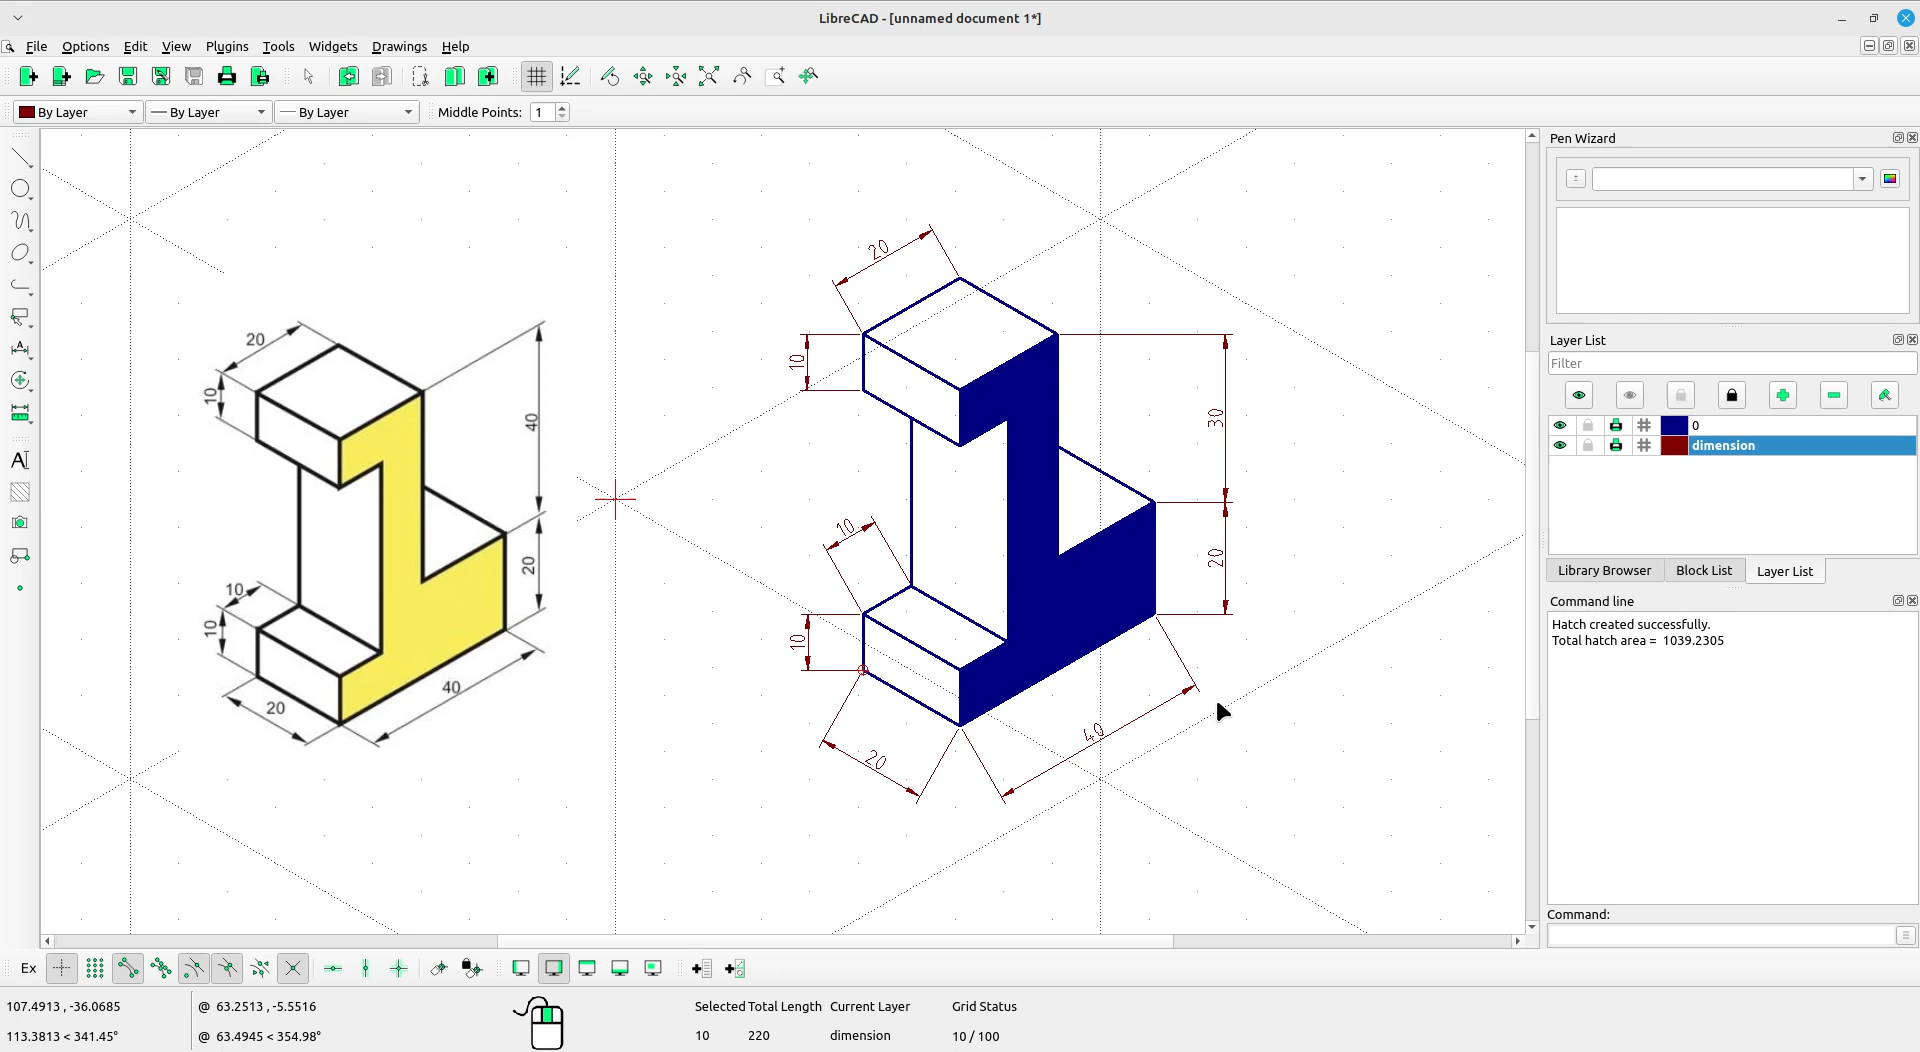 LibreCAD - [unnamed document 1*]
File Options Edit View Plugins Tools Widgets Drawings Help
By Layer By Layer By Layer Middle Points: 1
Pen Wizard
Layer List
Filter
0
dimension
Library Browser Block List Layer List
Command line
Hatch created successfully.
Total hatch area = 1039.2305
Command:
20
10
40
10
10
20
20
40
20
10
30
10
20
10
20
40
Ex
107.4913 , -36.0685 @ 63.2513 , -5.5516 Selected Total Length Current Layer Grid Status
113.3813 < 341.45° @ 63.4945 < 354.98° 10 220 dimension 10 / 100